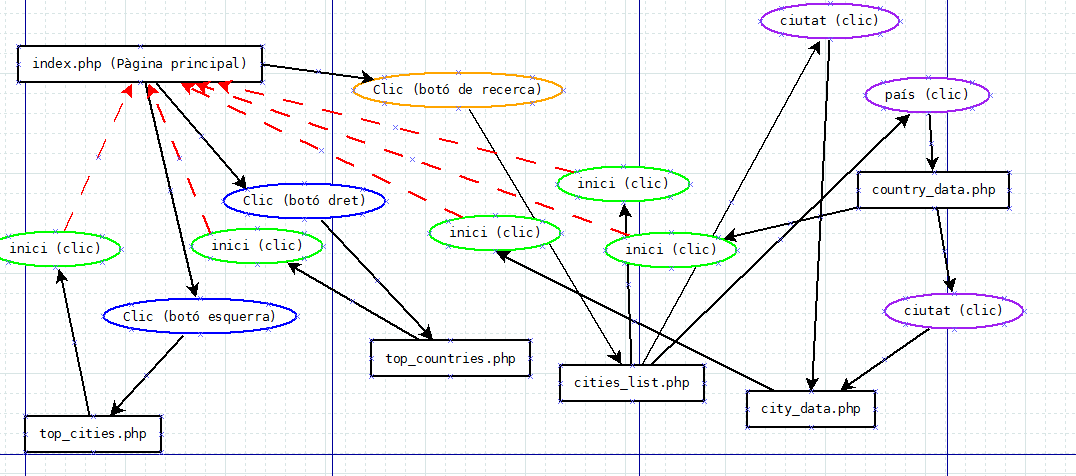 ciutat (clic)
index.php (Pàgina principal)
Clic (botó de recerca)
país (clic)
inici (clic)
country_data.php
Clic (botó dret)
inici (clic)
inici (clic)
inici (clic)
inici (clic)
Clic (botó esquerra)
ciutat (clic)
top_countries.php
cities_list.php
city_data.php
top_cities.php